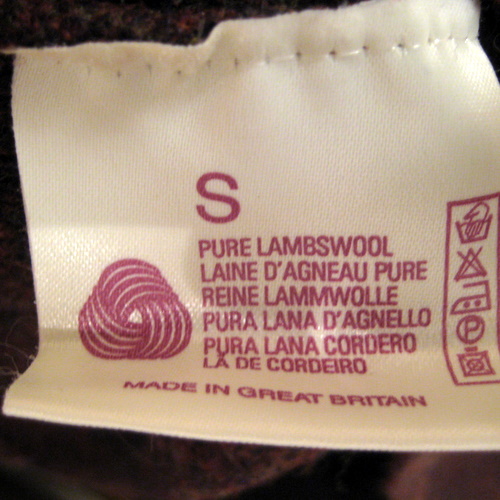 S
PURE LAMBSWOOL
LAINE D'AGNEAU PURE
REINE LAMMWOLLE
PURA LANA D'AGNELLO
PURA LANA CORDERO
LÃ DE CORDEIRO
MADE IN GREAT BRITAIN
P